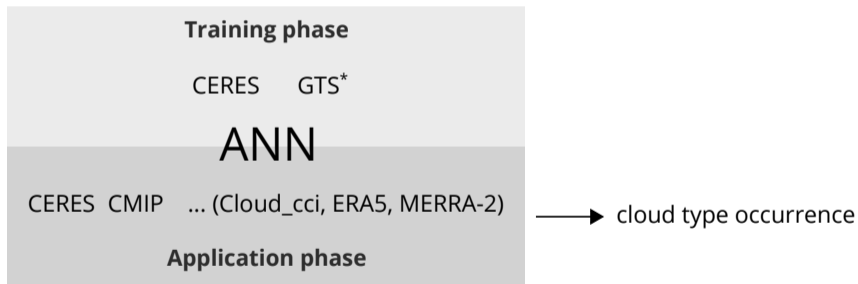 Training phase
CERES GTS*
ANN
CERES CMIP ... (Cloud_cci, ERA5, MERRA-2)
cloud type occurrence
Application phase